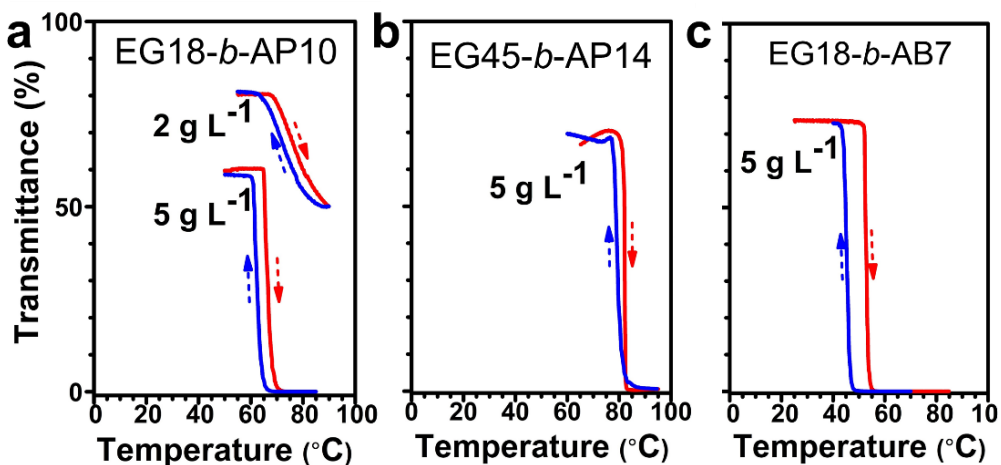 a
EG18-b-AP10
2 g L-1
5 g L-1
Transmittance (%)
100
50
0
0 20 40 60 80 100
Temperature (°C)
b
EG45-b-AP14
5 g L-1
0 20 40 60 80 100
Temperature (°C)
c
EG18-b-AB7
5 g L-1
0 20 40 60 80 100
Temperature (°C)